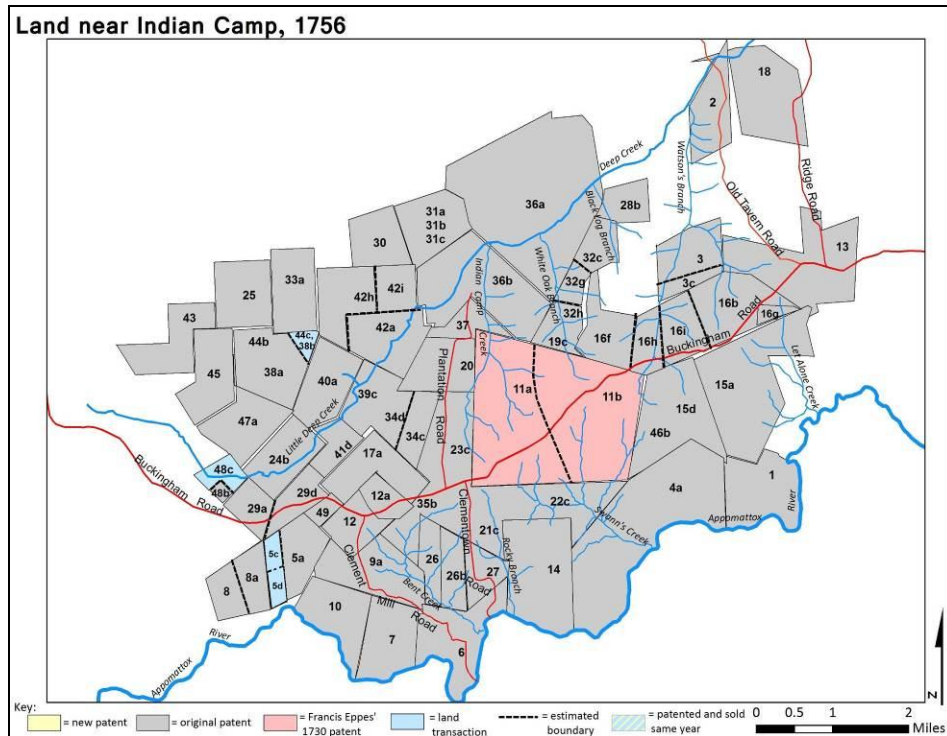 Land near Indian Camp, 1756
18
2
Deep Creek
Watson's Branch
Old Tavern Road
Ridge Road
36a
Black Dog Branch
28b
31a
31b
31c
30
13
3
3c
16b
16g
32c
32g
32h
White Oak Branch
36b
Indian Camp
Creek
33a
25
42h
42i
42a
43
37
19c
16f
16h
16i
Buckingham Road
Let Alone Creek
44b
44c,
38b
45
38a
40a
39c
20
Plantation Road
11a
11b
15a
15d
47a
Little Deep Creek
34d
34c
46b
41d
17a
23c
24b
48c
48b
Buckingham Road
29a
29d
49
12a
12
35b
Clementown Road
22c
4a
1
Swann's Creek
Appomattox River
21c
Rocky Branch
14
5c
5d
5a
8
8a
9a
26
26b
27
Bent Creek
Clement Mill Road
10
7
6
Appomattox River
N
Key:
= new patent
= original patent
= Francis Eppes'
1730 patent
= land
transaction
= estimated
boundary
= patented and sold
same year
0 0.5 1 2
Miles